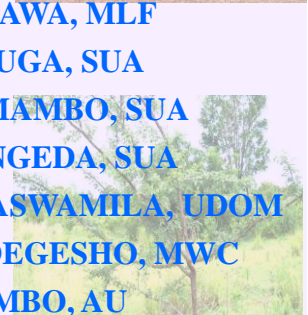 AWA, MLF
UGA, SUA
MAMBO, SUA
NGEDA, SUA
ASWAMILA, UDOM
DEGESHO, MWC
MBO, AU